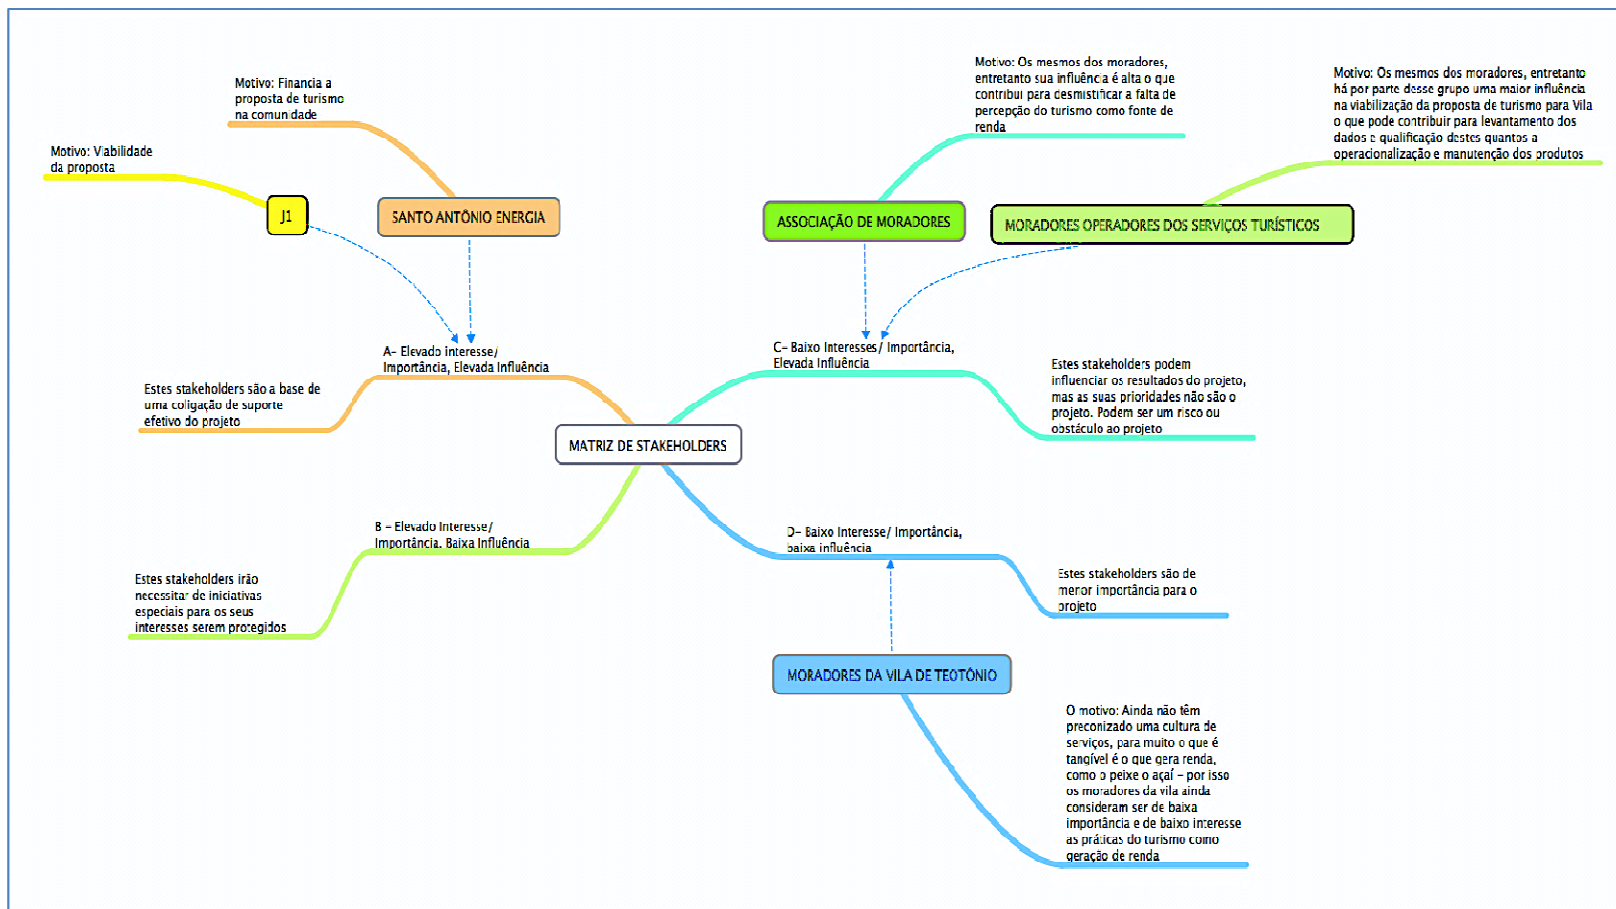 Motivo: Financia a
proposta de turismo
na comunidade
Motivo: Viabilidade
da proposta
J1
SANTO ANTÔNIO ENERGIA
Motivo: Os mesmos dos moradores,
entretanto sua influência é alta o que
contribui para desmistificar a falta de
percepção do turismo como fonte de
renda
Motivo: Os mesmos dos moradores, entretanto
há por parte desse grupo uma maior influência
na viabilização da proposta de turismo para Vila
o que pode contribuir para levantamento dos
dados e qualificação destes quantos a
operacionalização e manutenção dos produtos
ASSOCIAÇÃO DE MORADORES
MORADORES OPERADORES DOS SERVIÇOS TURÍSTICOS
A- Elevado interesse/
Importância, Elevada Influência
Estes stakeholders são a base de
uma coligação de suporte
efetivo do projeto
C- Baixo Interesses/ Importância,
Elevada Influência
Estes stakeholders podem
influenciar os resultados do projeto,
mas as suas prioridades não são o
projeto. Podem ser um risco ou
obstáculo ao projeto
MATRIZ DE STAKEHOLDERS
B - Elevado Interesse/
Importância. Baixa Influência
Estes stakeholders irão
necessitar de iniciativas
especiais para os seus
interesses serem protegidos
D- Baixo Interesse/ Importância,
baixa influência
Estes stakeholders são de
menor importância para o
projeto
MORADORES DA VILA DE TEOTÔNIO
O motivo: Ainda não têm
preconizado uma cultura de
serviços, para muito o que é
tangível é o que gera renda,
como o peixe o açaí - por isso
os moradores da vila ainda
consideram ser de baixa
importância e de baixo interesse
as práticas do turismo como
geração de renda